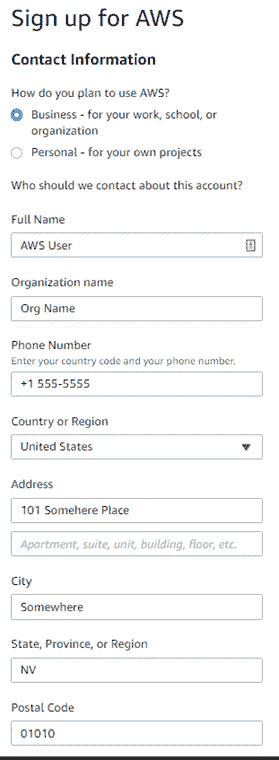 Sign up for AWS
Contact Information
How do you plan to use AWS?
Business - for your work, school, or
organization
Personal - for your own projects
Who should we contact about this account?
Full Name
AWS User
Organization name
Org Name
Phone Number
Enter your country code and your phone number.
+1 555-5555
Country or Region
United States
Address
101 Somehere Place
Apartment, suite, unit, building, floor, etc.
City
Somewhere
State, Province, or Region
NV
Postal Code
01010